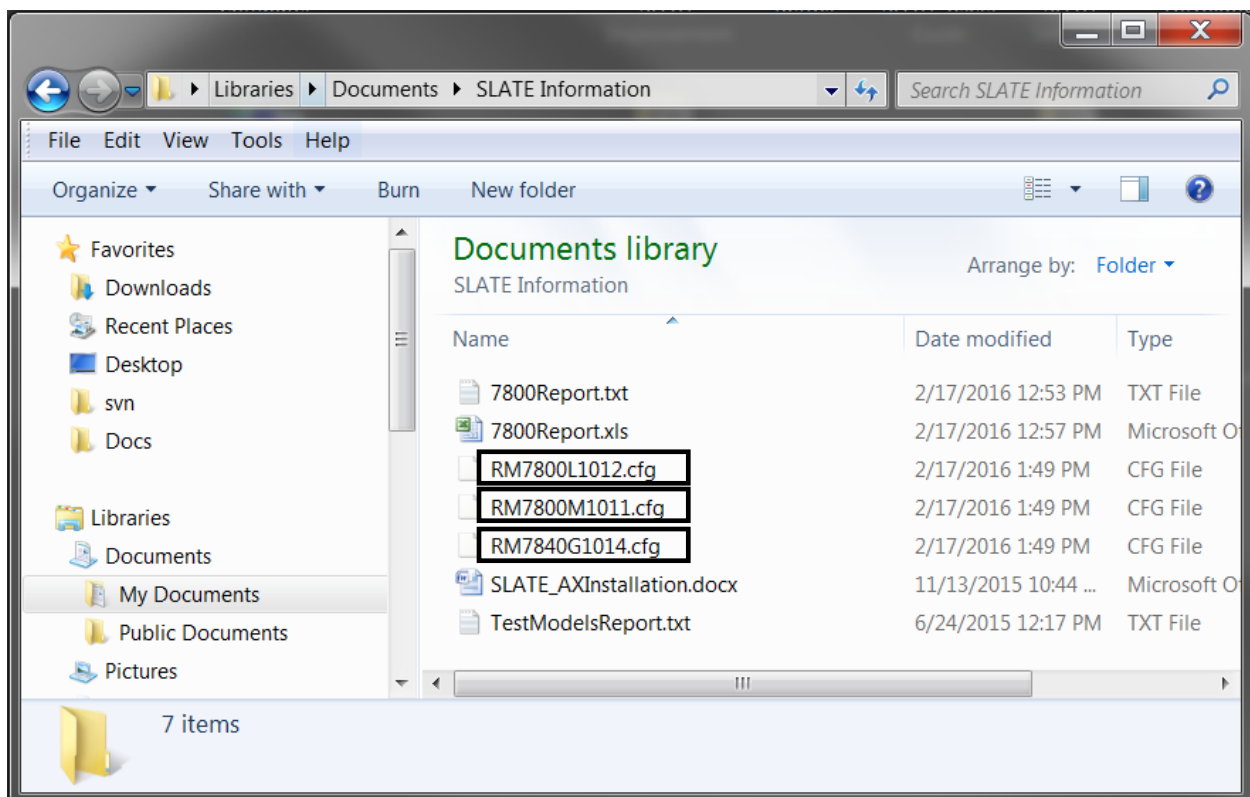 Libraries Documents SLATE Information Search SLATE Information
File Edit View Tools Help
Organize Share with Burn New folder
Favorites
Downloads
Recent Places
Desktop
svn
Docs
Libraries
Documents
My Documents
Public Documents
Pictures
Documents library
SLATE Information
Arrange by: Folder
Name Date modified Type
7800Report.txt 2/17/2016 12:53 PM TXT File
7800Report.xls 2/17/2016 12:57 PM Microsoft Of
RM7800L1012.cfg 2/17/2016 1:49 PM CFG File
RM7800M1011.cfg 2/17/2016 1:49 PM CFG File
RM7840G1014.cfg 2/17/2016 1:49 PM CFG File
SLATE_AXInstallation.docx 11/13/2015 10:44 ... Microsoft Of
TestModelsReport.txt 6/24/2015 12:17 PM TXT File
7 items